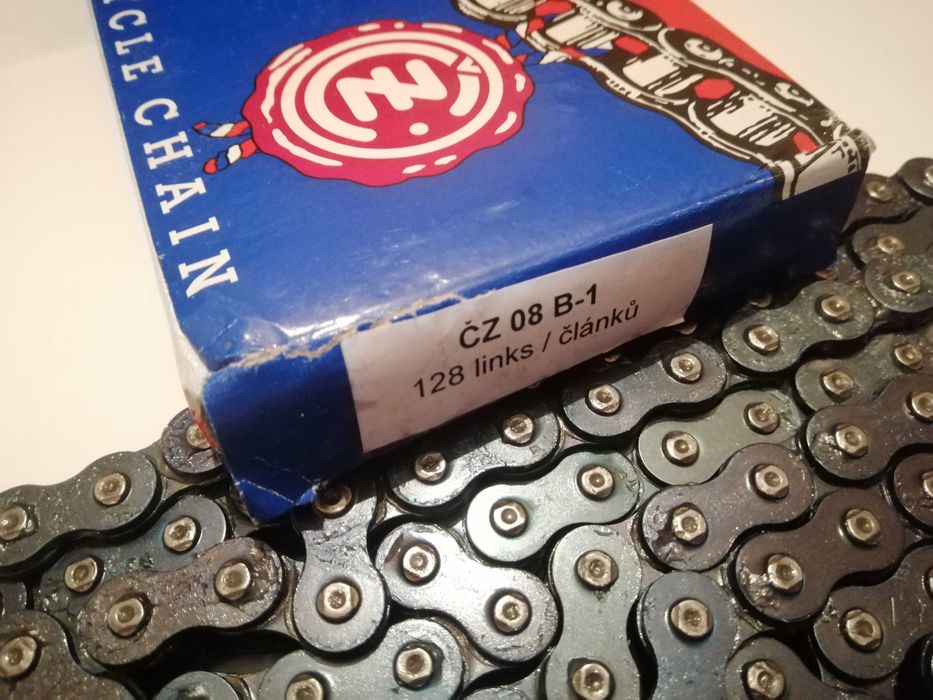 CLE CHAIN
ČZ 08 B-1
128 links / článků